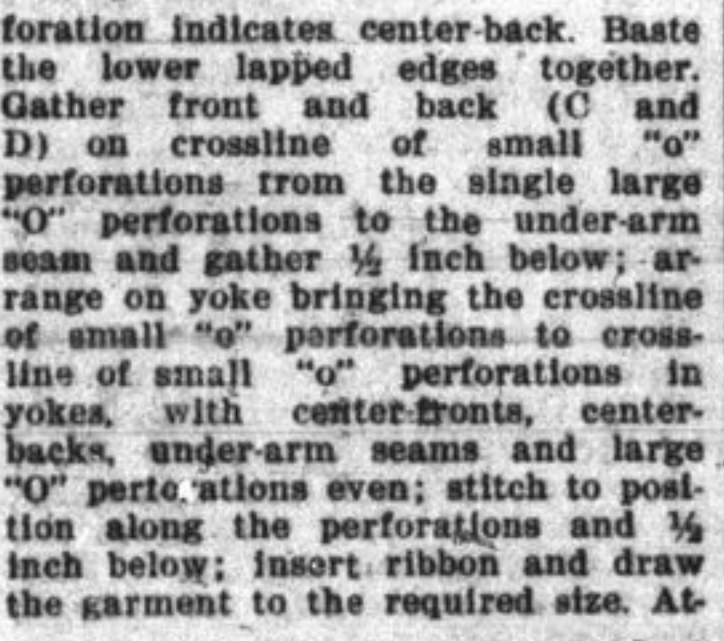 foration indicates center-back. Baste
the lower lapped edges together.
Gather front and back (C and
D) on crossline of small “o”
perforations from the single large
“O” perforations to the under-arm
seam and gather ½ inch below; ar-
range on yoke bringing the crossline
of small “o” perforations to cross-
line of small “o” perforations in
yokes, with center-fronts, center-
backs, under-arm seams and large
“O” perforations even; stitch to posi-
tion along the perforations and ½
inch below; insert ribbon and draw
the garment to the required size. At-